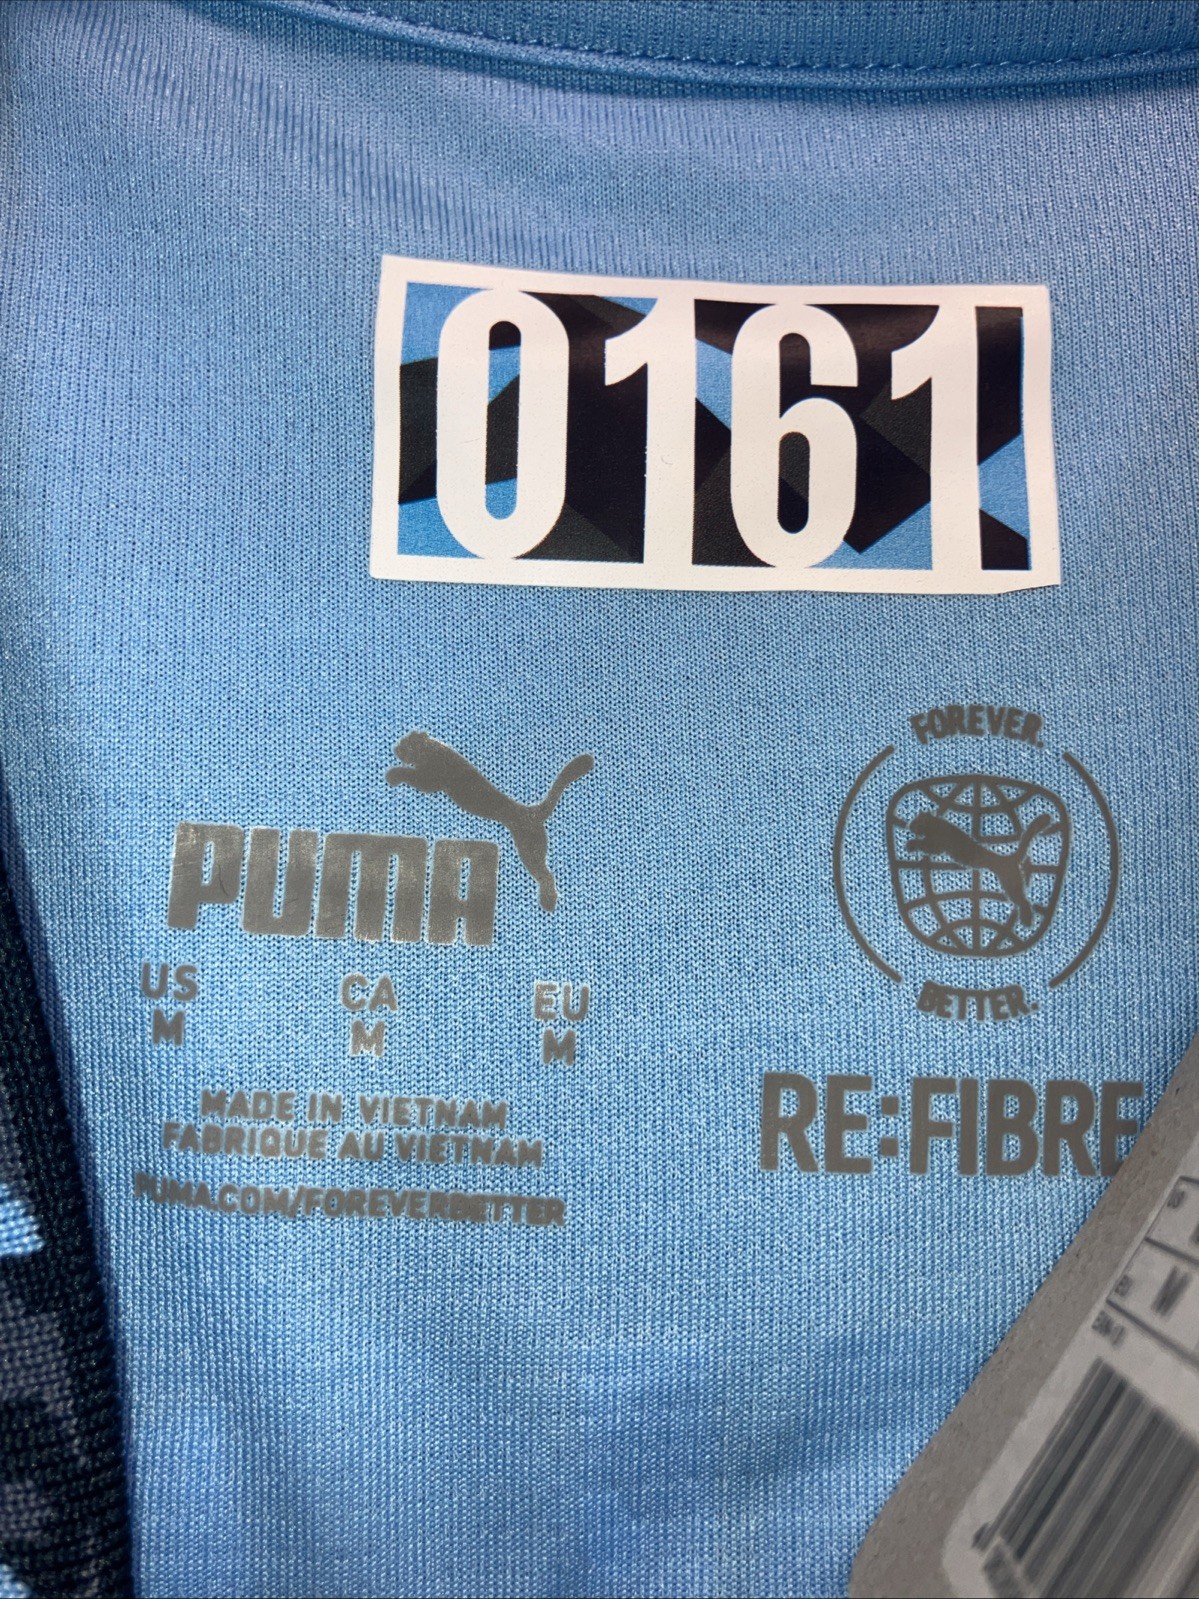 0161
FOREVER.
PUMA
BETTER.
US CA EU
M M M
RE:FIBRE
MADE IN VIETNAM
FABRIQUE AU VIETNAM
PUMA.COM/FOREVERBETTER
M